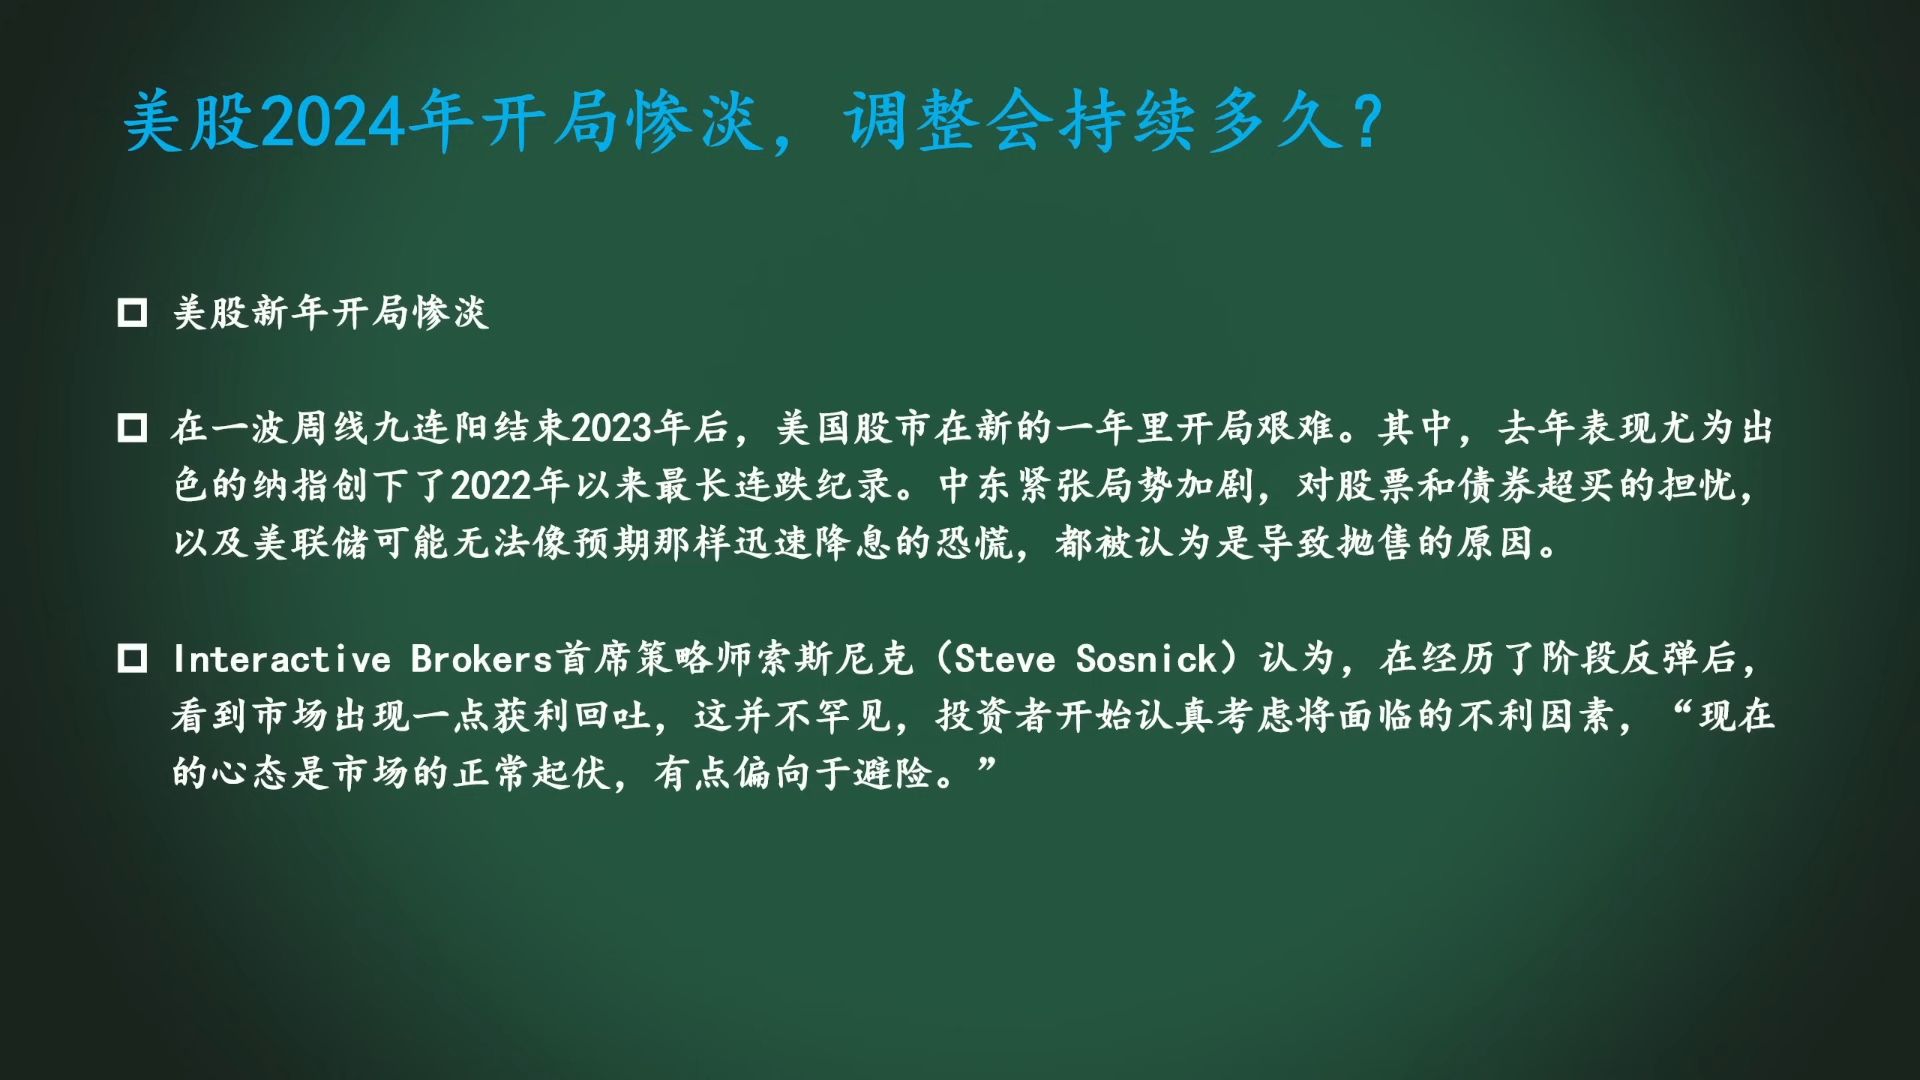 美股2024年开局惨淡，调整会持续多久？
美股新年开局惨淡
在一波周线九连阳结束2023年后，美国股市在新的一年里开局艰难。其中，去年表现尤为出
色的纳指创下了2022年以来最长连跌纪录。中东紧张局势加剧，对股票和债券超买的担忧，
以及美联储可能无法像预期那样迅速降息的恐慌，都被认为是导致抛售的原因。
Interactive Brokers首席策略师索斯尼克（Steve Sosnick）认为，在经历了阶段反弹后，
看到市场出现一点获利回吐，这并不罕见，投资者开始认真考虑将面临的不利因素，“现在
的心态是市场的正常起伏，有点偏向于避险。”